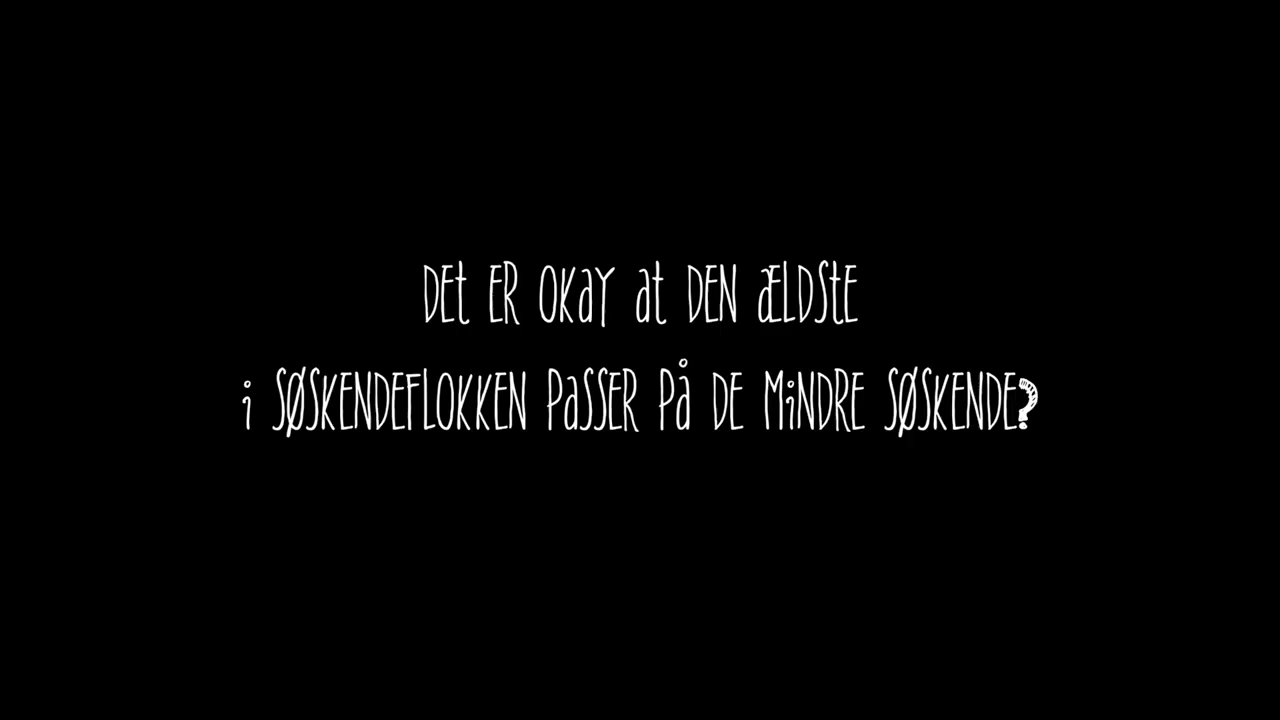 DET ER OKAY AT DEN ÆLDSTE
I SØSKENDEFLOKKEN PASSER PÅ DE MINDRE SØSKENDE?